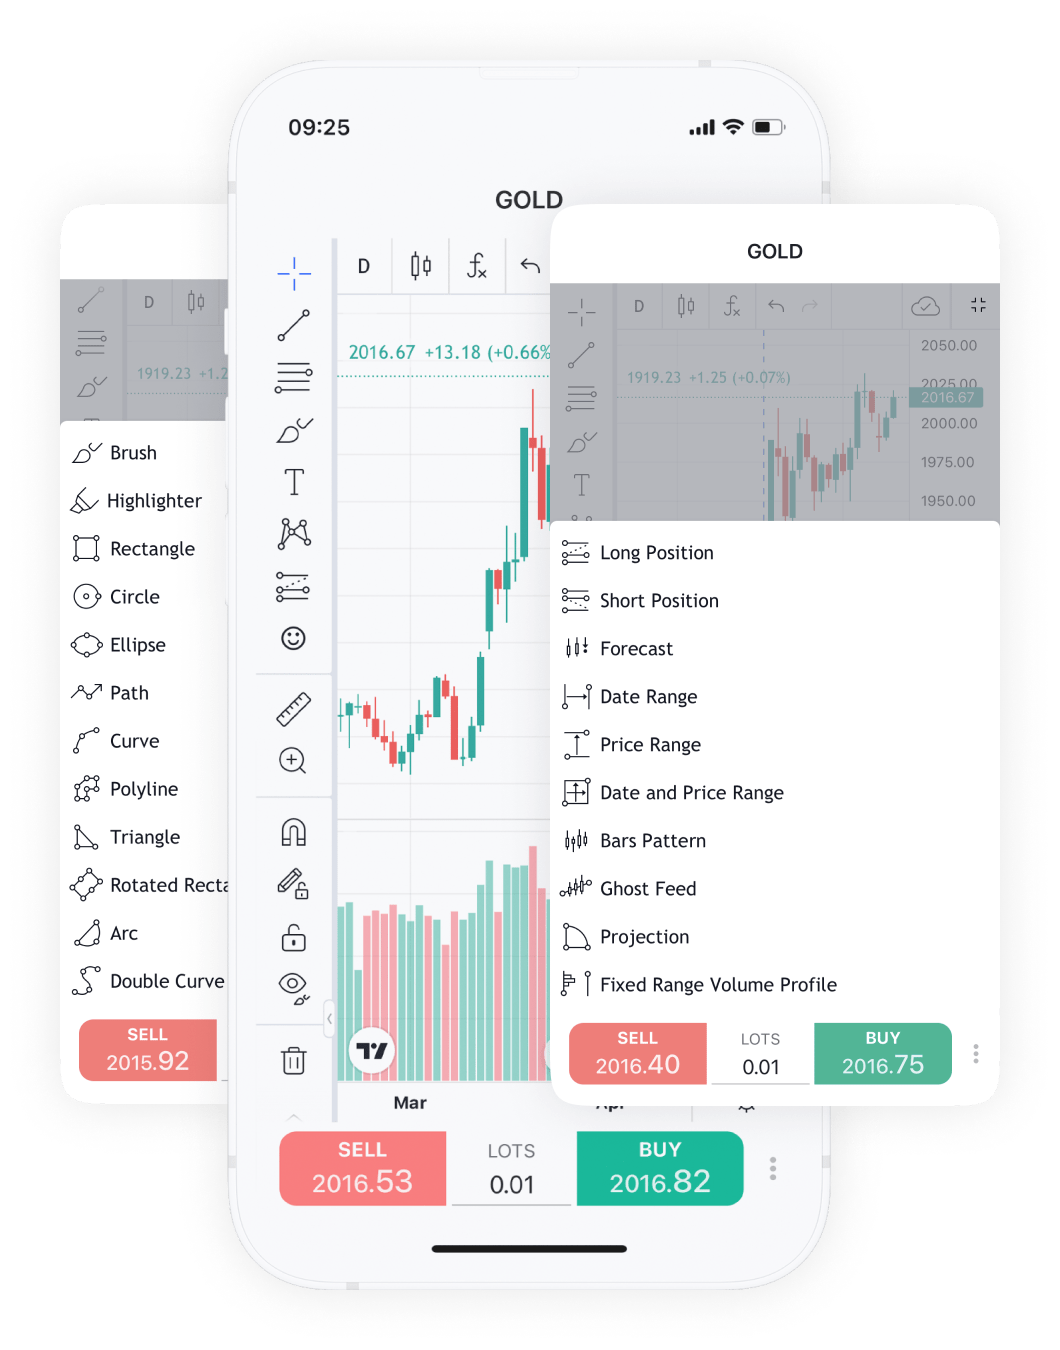 09:25
GOLD
D
2016.67 +13.18 (+0.66%
T
Mar
SELL
2016.53
LOTS
0.01
BUY
2016.82
D
1919.23 +1.2
Brush
Highlighter
Rectangle
Circle
Ellipse
Path
Curve
Polyline
Triangle
Rotated Recta
Arc
Double Curve
SELL
2015.92
GOLD
D
1919.23 +1.25 (+0.07%)
2050.00
2025.00
2016.67
2000.00
1975.00
1950.00
T
Long Position
Short Position
Forecast
Date Range
Price Range
Date and Price Range
Bars Pattern
Ghost Feed
Projection
Fixed Range Volume Profile
SELL
2016.40
LOTS
0.01
BUY
2016.75